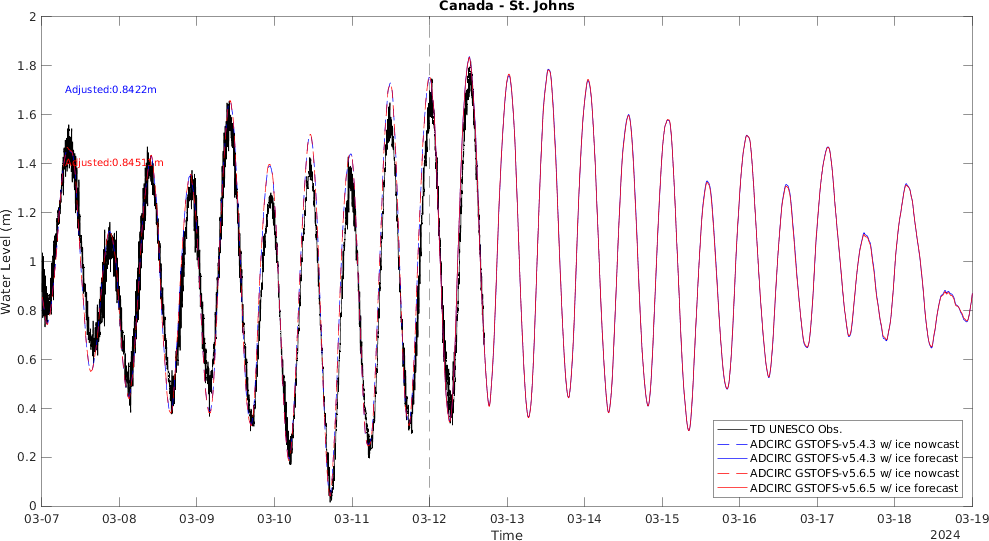 Canada - St. Johns
2
1.8
1.6
1.4
1.2
1
0.8
0.6
0.4
0.2
0
Water Level (m)
Adjusted:0.8422m
Adjusted:0.8451m
TD UNESCO Obs.
ADCIRC GSTOFS-v5.4.3 w/ ice nowcast
ADCIRC GSTOFS-v5.4.3 w/ ice forecast
ADCIRC GSTOFS-v5.6.5 w/ ice nowcast
ADCIRC GSTOFS-v5.6.5 w/ ice forecast
03-07 03-08 03-09 03-10 03-11 03-12 03-13 03-14 03-15 03-16 03-17 03-18 03-19
Time
2024